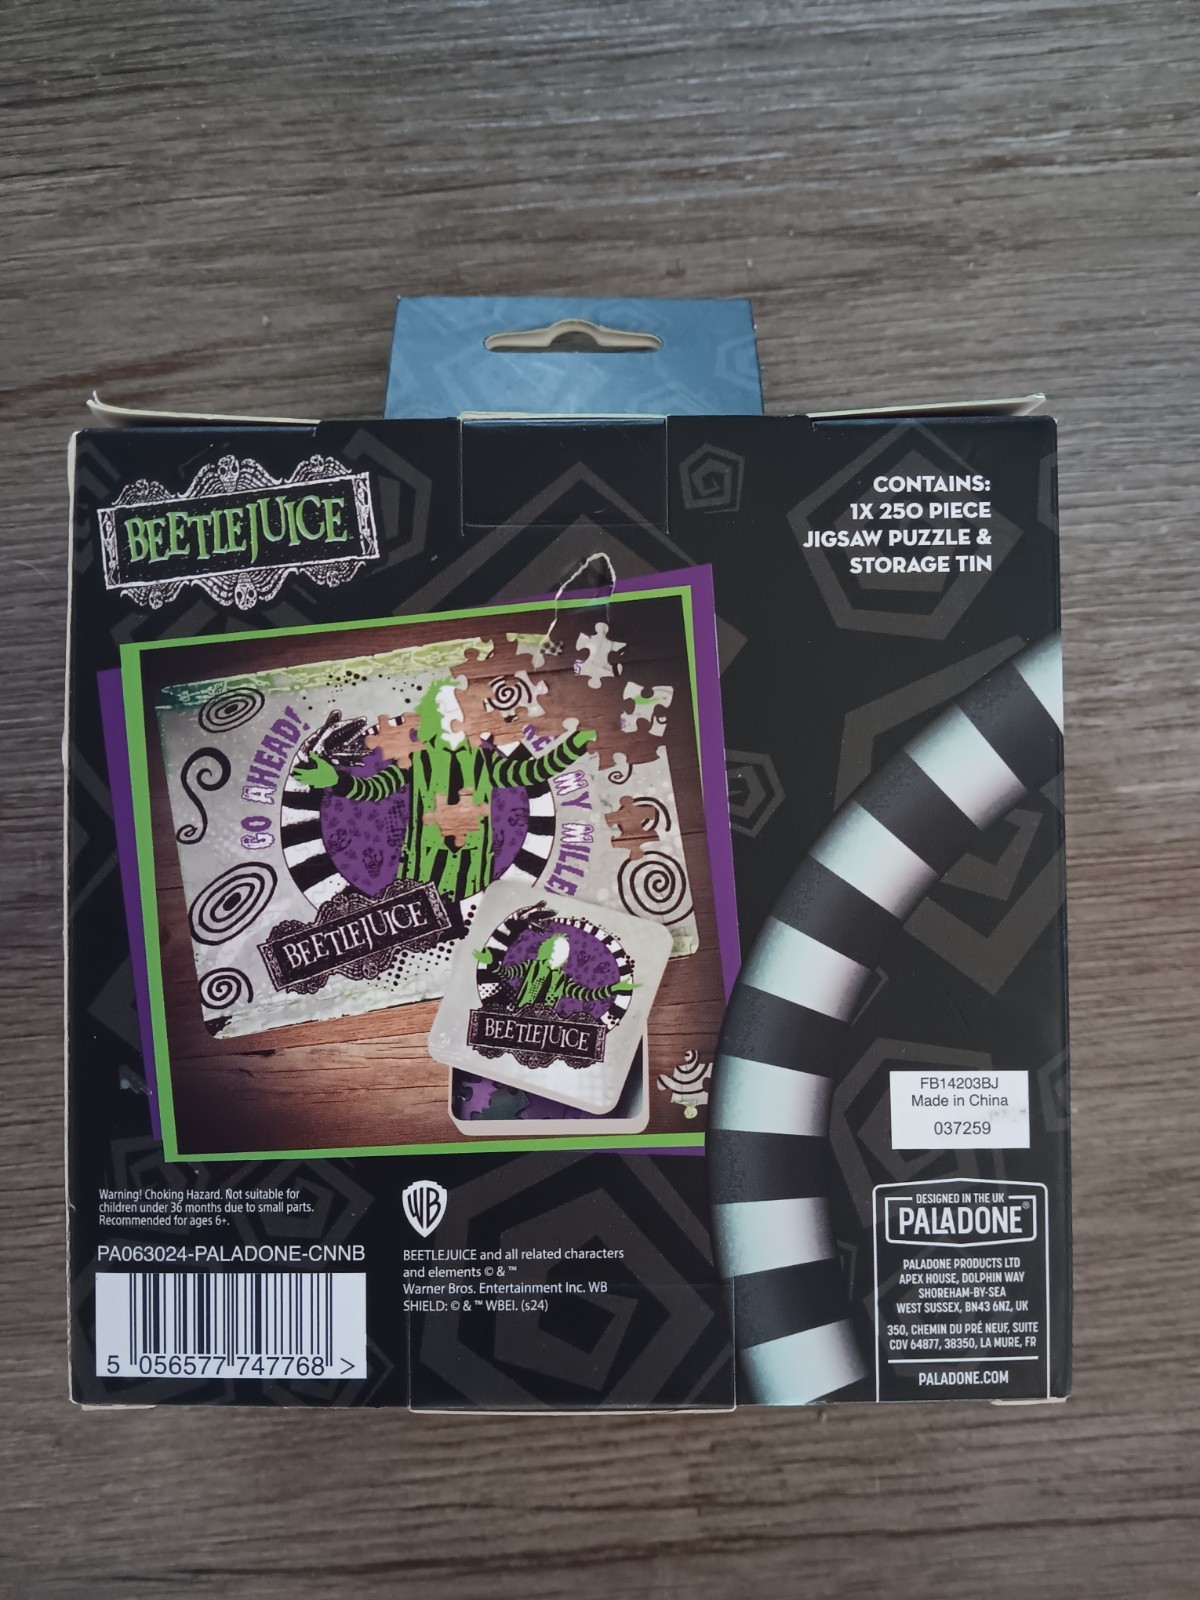 BEETLEJUICE
CONTAINS:
1X 250 PIECE
JIGSAW PUZZLE &
STORAGE TIN
GO AHEAD!
MY MILLE
BEETLEJUICE
BEETLEJUICE
FB14203BJ
Made in China
037259
Warning! Choking Hazard. Not suitable for
children under 36 months due to small parts.
Recommended for ages 6+.
PA063024-PALADONE-CNNB
5 056577 747768 >
WB
BEETLEJUICE and all related characters
and elements © & ™
Warner Bros. Entertainment Inc. WB
SHIELD: © & ™ WBEI. (s24)
DESIGNED IN THE UK
PALADONE®
PALADONE PRODUCTS LTD
APEX HOUSE, DOLPHIN WAY
SHOREHAM-BY-SEA
WEST SUSSEX, BN43 6NZ, UK
350, CHEMIN DU PRÉ NEUF, SUITE
CDV 64877, 38350, LA MURE, FR
PALADONE.COM